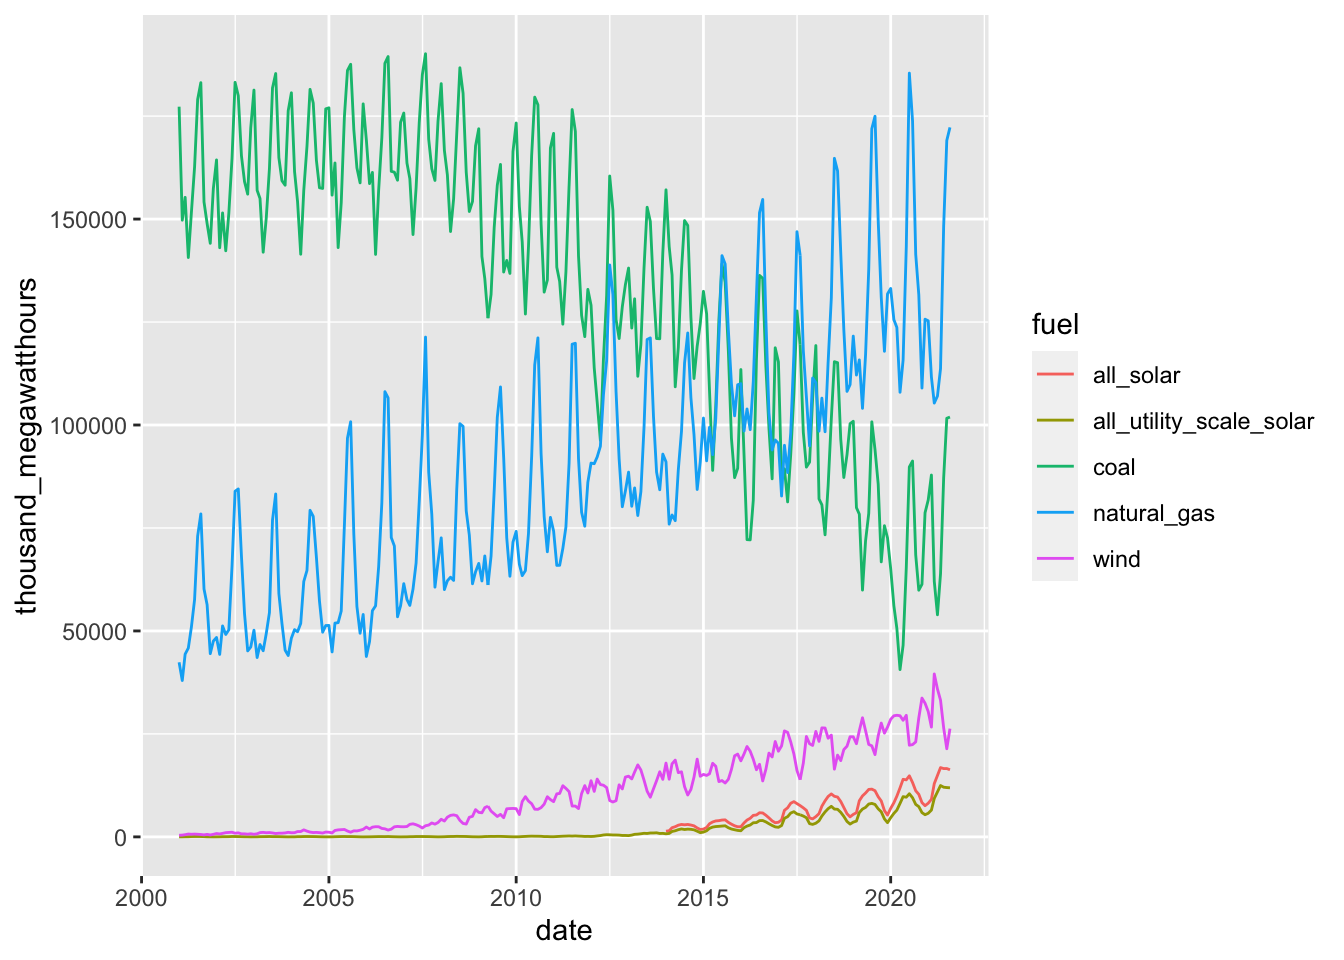 150000
100000
50000
0
thousand_megawatthours
2000
2005
2010
2015
2020
date
fuel
all_solar
all_utility_scale_solar
coal
natural_gas
wind